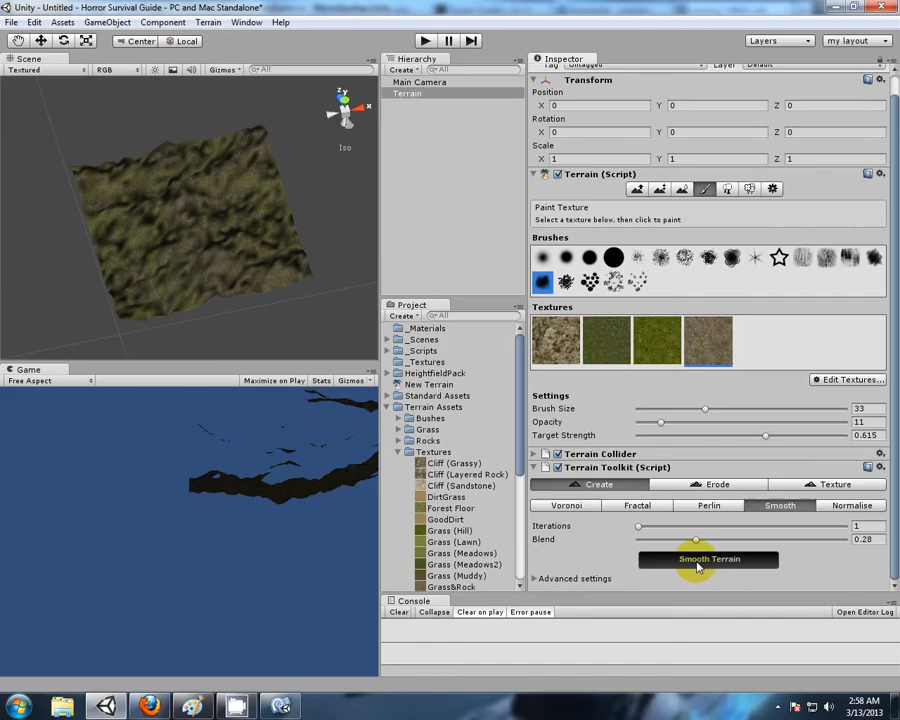 Unity - Untitled - Horror Survival Guide - PC and Mac Standalone*
File Edit Assets GameObject Component Terrain Window Help
Center Local Layers my layout
Scene
Textured RGB Gizmos All
z y x
Iso
Game
Free Aspect Maximize on Play Stats Gizmos
Hierarchy
Create All
Main Camera
Terrain
Project
Create All
_Materials
_Scenes
_Scripts
_Textures
HeightfieldPack
New Terrain
Standard Assets
Terrain Assets
Bushes
Grass
Rocks
Textures
Cliff (Grassy)
Cliff (Layered Rock)
Cliff (Sandstone)
DirtGrass
Forest Floor
GoodDirt
Grass (Hill)
Grass (Lawn)
Grass (Meadows)
Grass (Meadows2)
Grass (Muddy)
Grass&Rock
Inspector
Tag Untagged Layer Default
Transform
Position
X 0 Y 0 Z 0
Rotation
X 0 Y 0 Z 0
Scale
X 1 Y 1 Z 1
Terrain (Script)
Paint Texture
Select a texture below, then click to paint
Brushes
Textures
Edit Textures...
Settings
Brush Size 33
Opacity 11
Target Strength 0.615
Terrain Collider
Terrain Toolkit (Script)
Create Erode Texture
Voronoi Fractal Perlin Smooth Normalise
Iterations 1
Blend 0.28
Smooth Terrain
Advanced settings
Console
Clear Collapse Clear on play Error pause Open Editor Log
2:58 AM
3/13/2013